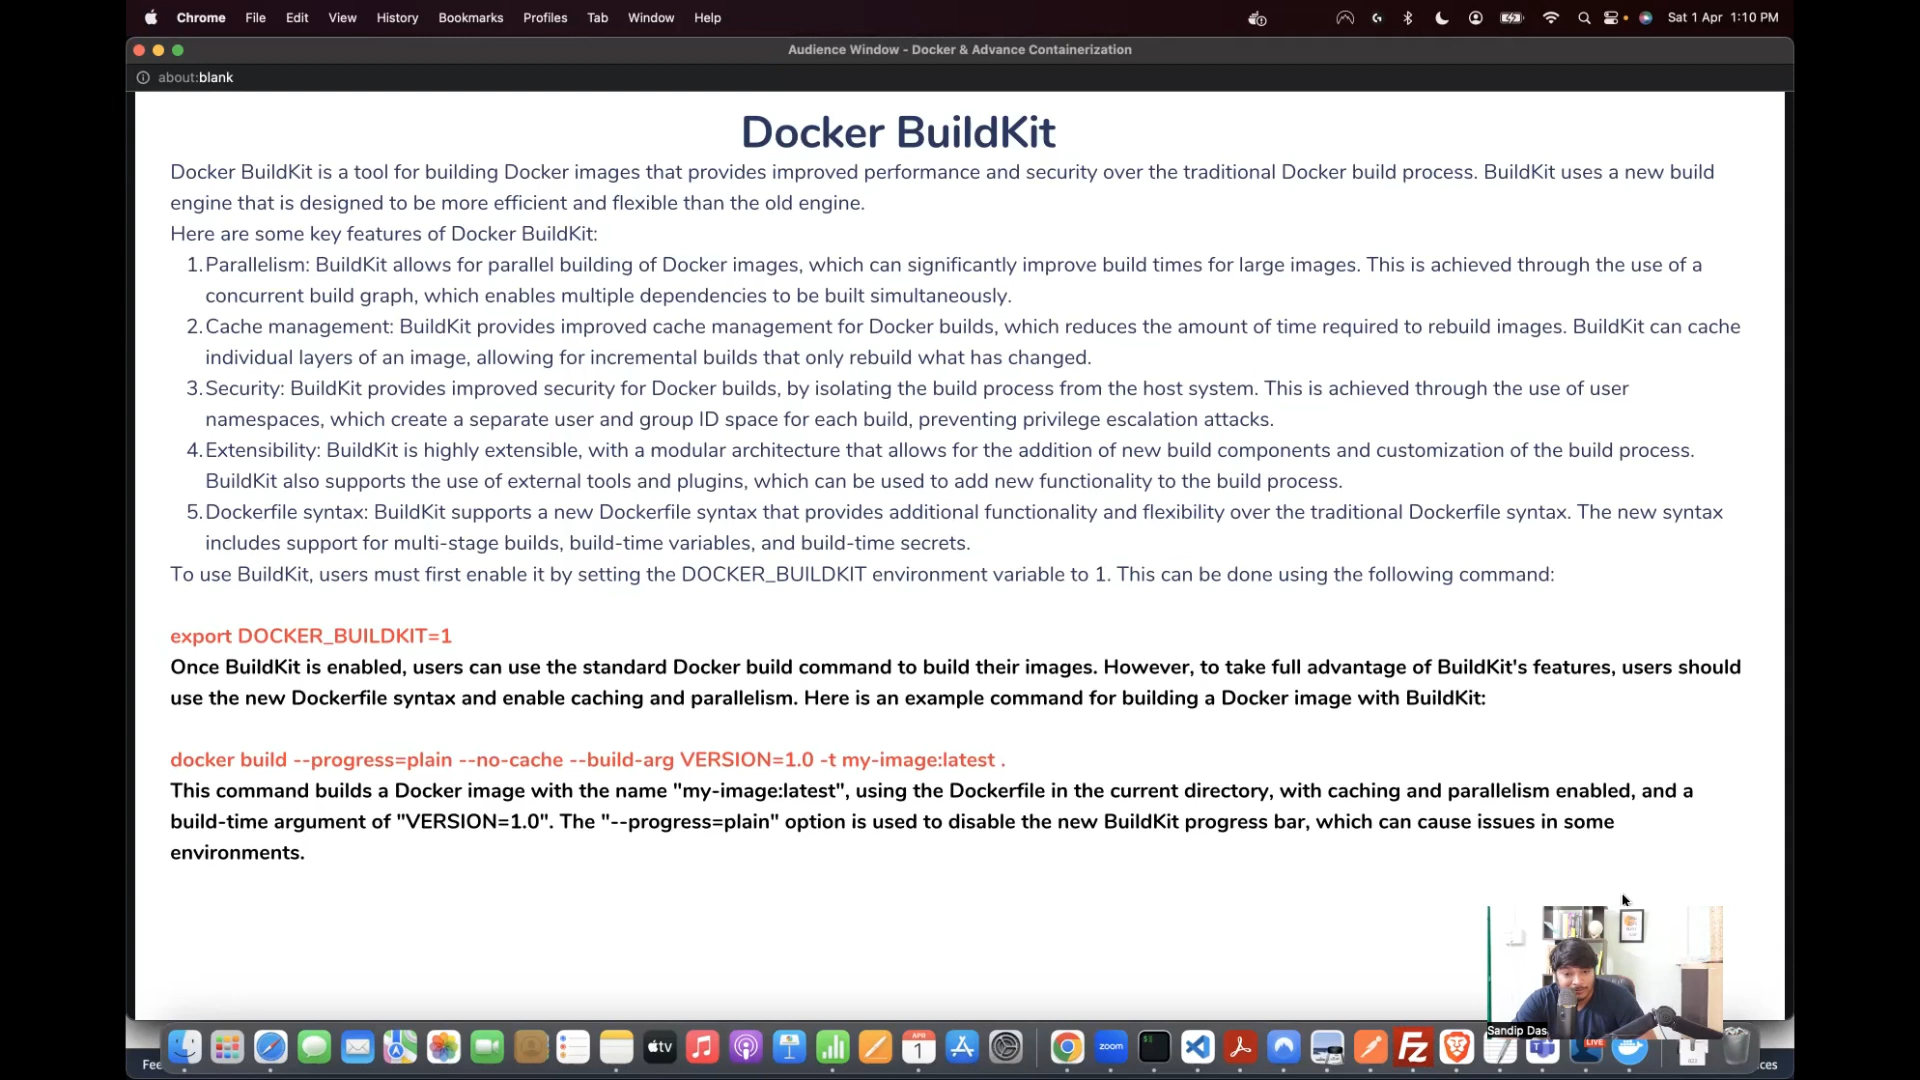 Chrome File Edit View History Bookmarks Profiles Tab Window Help Sat 1 Apr 1:10 PM
Audience Window - Docker & Advance Containerization
about:blank
Docker BuildKit
Docker BuildKit is a tool for building Docker images that provides improved performance and security over the traditional Docker build process. BuildKit uses a new build
engine that is designed to be more efficient and flexible than the old engine.
Here are some key features of Docker BuildKit:
1. Parallelism: BuildKit allows for parallel building of Docker images, which can significantly improve build times for large images. This is achieved through the use of a
concurrent build graph, which enables multiple dependencies to be built simultaneously.
2. Cache management: BuildKit provides improved cache management for Docker builds, which reduces the amount of time required to rebuild images. BuildKit can cache
individual layers of an image, allowing for incremental builds that only rebuild what has changed.
3. Security: BuildKit provides improved security for Docker builds, by isolating the build process from the host system. This is achieved through the use of user
namespaces, which create a separate user and group ID space for each build, preventing privilege escalation attacks.
4. Extensibility: BuildKit is highly extensible, with a modular architecture that allows for the addition of new build components and customization of the build process.
BuildKit also supports the use of external tools and plugins, which can be used to add new functionality to the build process.
5. Dockerfile syntax: BuildKit supports a new Dockerfile syntax that provides additional functionality and flexibility over the traditional Dockerfile syntax. The new syntax
includes support for multi-stage builds, build-time variables, and build-time secrets.
To use BuildKit, users must first enable it by setting the DOCKER_BUILDKIT environment variable to 1. This can be done using the following command:
export DOCKER_BUILDKIT=1
Once BuildKit is enabled, users can use the standard Docker build command to build their images. However, to take full advantage of BuildKit's features, users should
use the new Dockerfile syntax and enable caching and parallelism. Here is an example command for building a Docker image with BuildKit:
docker build --progress=plain --no-cache --build-arg VERSION=1.0 -t my-image:latest .
This command builds a Docker image with the name "my-image:latest", using the Dockerfile in the current directory, with caching and parallelism enabled, and a
build-time argument of "VERSION=1.0". The "--progress=plain" option is used to disable the new BuildKit progress bar, which can cause issues in some
environments.
Sandip Das
tv APR 1 zoom FZ LIVE
Fee ces